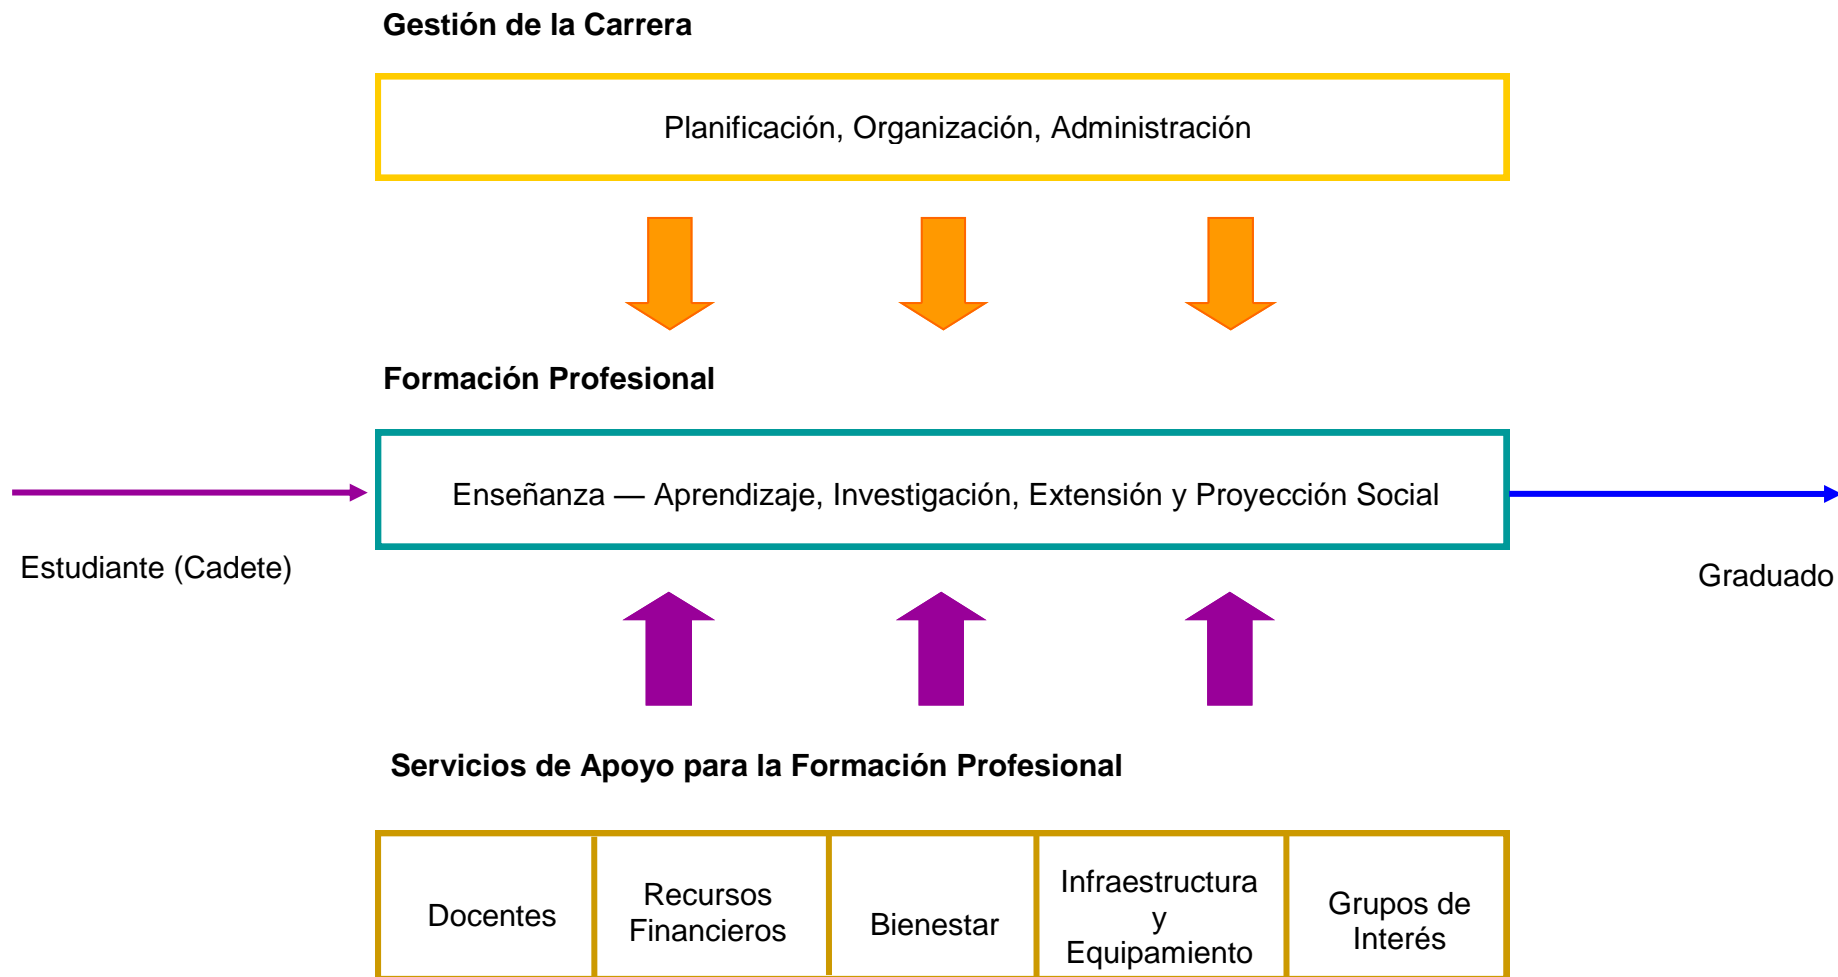 Gestión de la Carrera
Planificación, Organización, Administración
Formación Profesional
Enseñanza — Aprendizaje, Investigación, Extensión y Proyección Social
Estudiante (Cadete)
Graduado
Servicios de Apoyo para la Formación Profesional
Docentes
Recursos
Financieros
Bienestar
Infraestructura
y
Equipamiento
Grupos de
Interés